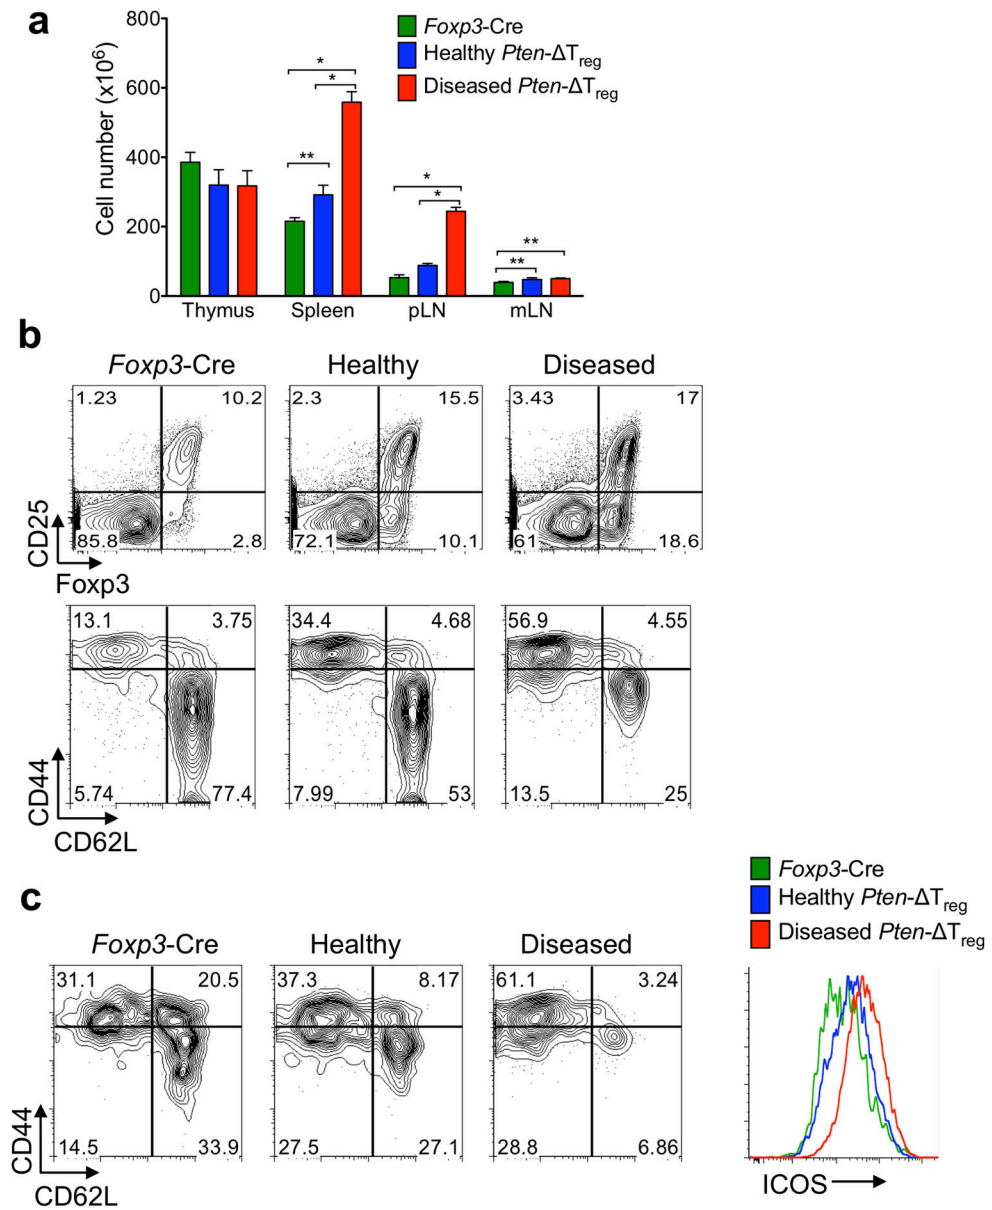 a
Cell number (x10⁶)
800
600
400
200
0
Foxp3-Cre
Healthy Pten-ΔTreg
Diseased Pten-ΔTreg
* * ** * * ** **
Thymus Spleen pLN mLN
b
Foxp3-Cre Healthy Diseased
1.23 10.2 2.3 15.5 3.43 17
85.8 2.8 72.1 10.1 61 18.6
CD25
Foxp3
13.1 3.75 34.4 4.68 56.9 4.55
5.74 77.4 7.99 53 13.5 25
CD44
CD62L
c
Foxp3-Cre Healthy Diseased
31.1 20.5 37.3 8.17 61.1 3.24
14.5 33.9 27.5 27.1 28.8 6.86
CD44
CD62L
Foxp3-Cre
Healthy Pten-ΔTreg
Diseased Pten-ΔTreg
ICOS